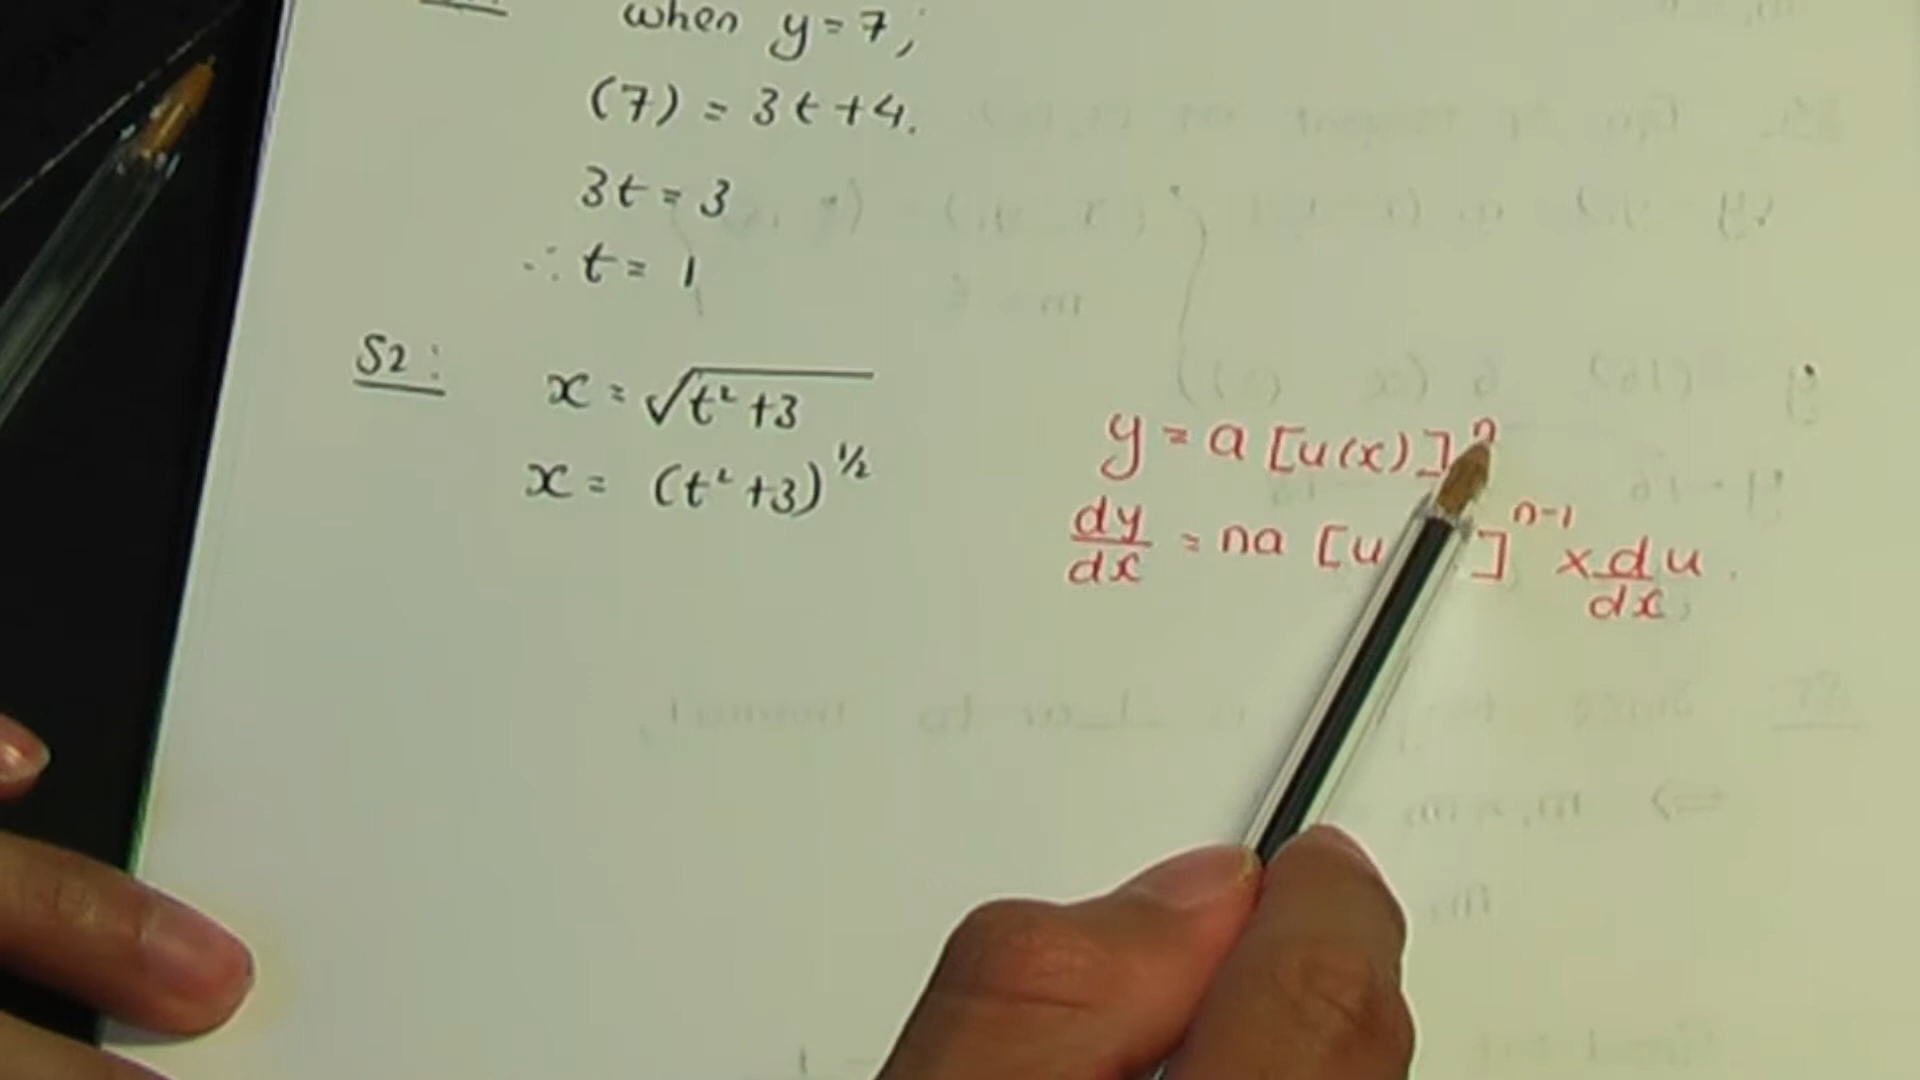 when y = 7;
(7) = 3t + 4.
3t = 3
∴ t = 1
S2:
x = √t²+3
x = (t²+3)^½
y = a [u(x)]^n
dy/dx = na [u ]^n-1 x du/dx